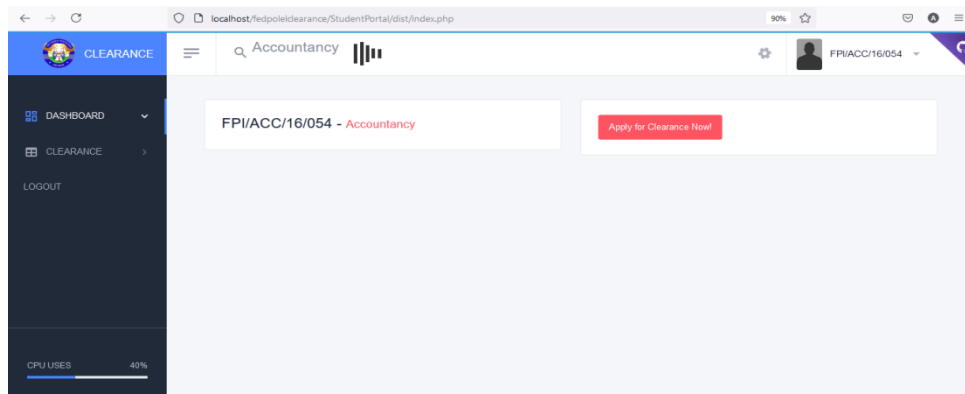 localhost/fedpoleiclearance/StudentPortal/dist/index.php
90%
CLEARANCE
Accountancy
FPI/ACC/16/054
DASHBOARD
CLEARANCE
LOGOUT
FPI/ACC/16/054 - Accountancy
Apply for Clearance Now!
CPU USES 40%